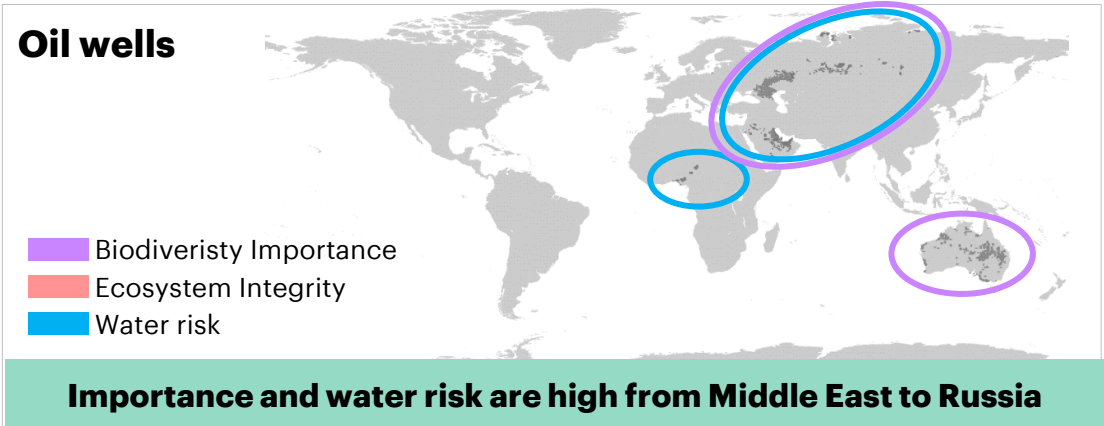 Oil wells
Biodiveristy Importance
Ecosystem Integrity
Water risk
Importance and water risk are high from Middle East to Russia